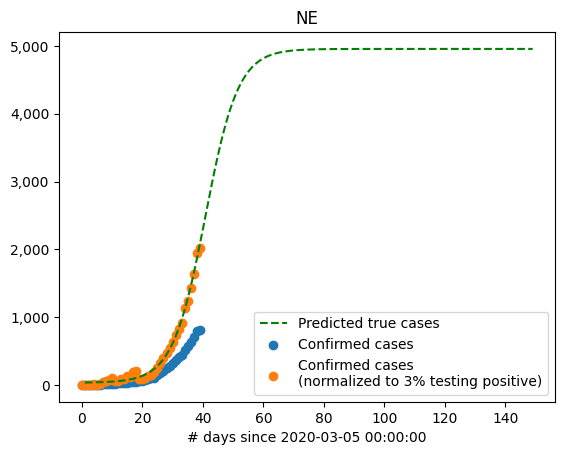 NE
5,000
4,000
3,000
2,000
1,000
0
Predicted true cases
Confirmed cases
Confirmed cases
(normalized to 3% testing positive)
0 20 40 60 80 100 120 140
# days since 2020-03-05 00:00:00